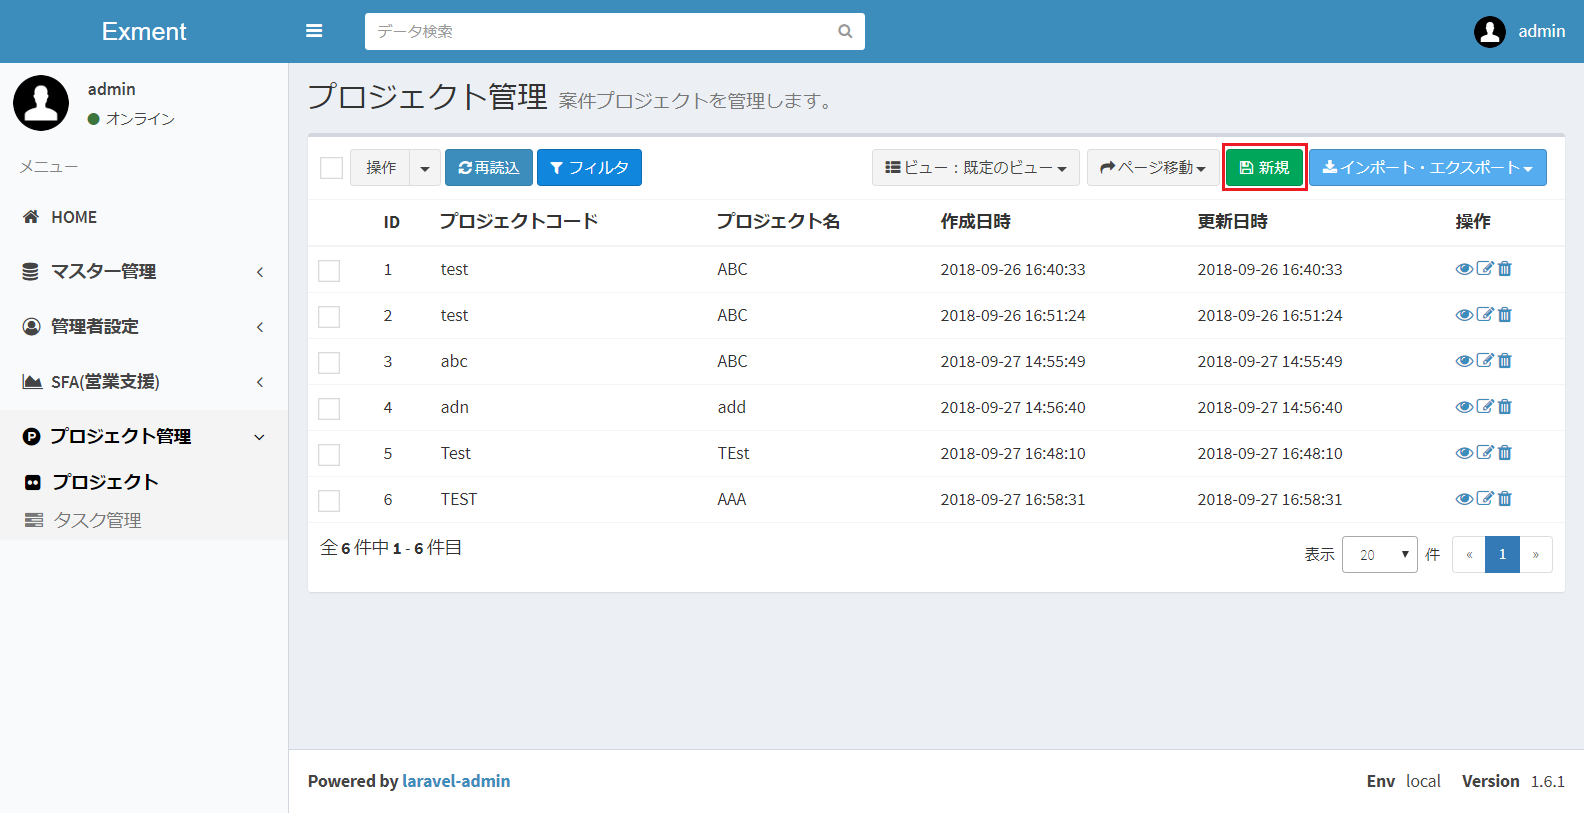 Exment
データ検索
admin
admin
オンライン
メニュー
HOME
マスター管理
管理者設定
SFA(営業支援)
プロジェクト管理
プロジェクト
タスク管理
プロジェクト管理 案件プロジェクトを管理します。
操作 再読込 フィルタ ビュー：既定のビュー ページ移動 新規 インポート・エクスポート
ID プロジェクトコード プロジェクト名 作成日時 更新日時 操作
1 test ABC 2018-09-26 16:40:33 2018-09-26 16:40:33
2 test ABC 2018-09-26 16:51:24 2018-09-26 16:51:24
3 abc ABC 2018-09-27 14:55:49 2018-09-27 14:55:49
4 adn add 2018-09-27 14:56:40 2018-09-27 14:56:40
5 Test TEst 2018-09-27 16:48:10 2018-09-27 16:48:10
6 TEST AAA 2018-09-27 16:58:31 2018-09-27 16:58:31
全 6 件中 1 - 6 件目
表示 20 件 « 1 »
Powered by laravel-admin
Env local Version 1.6.1